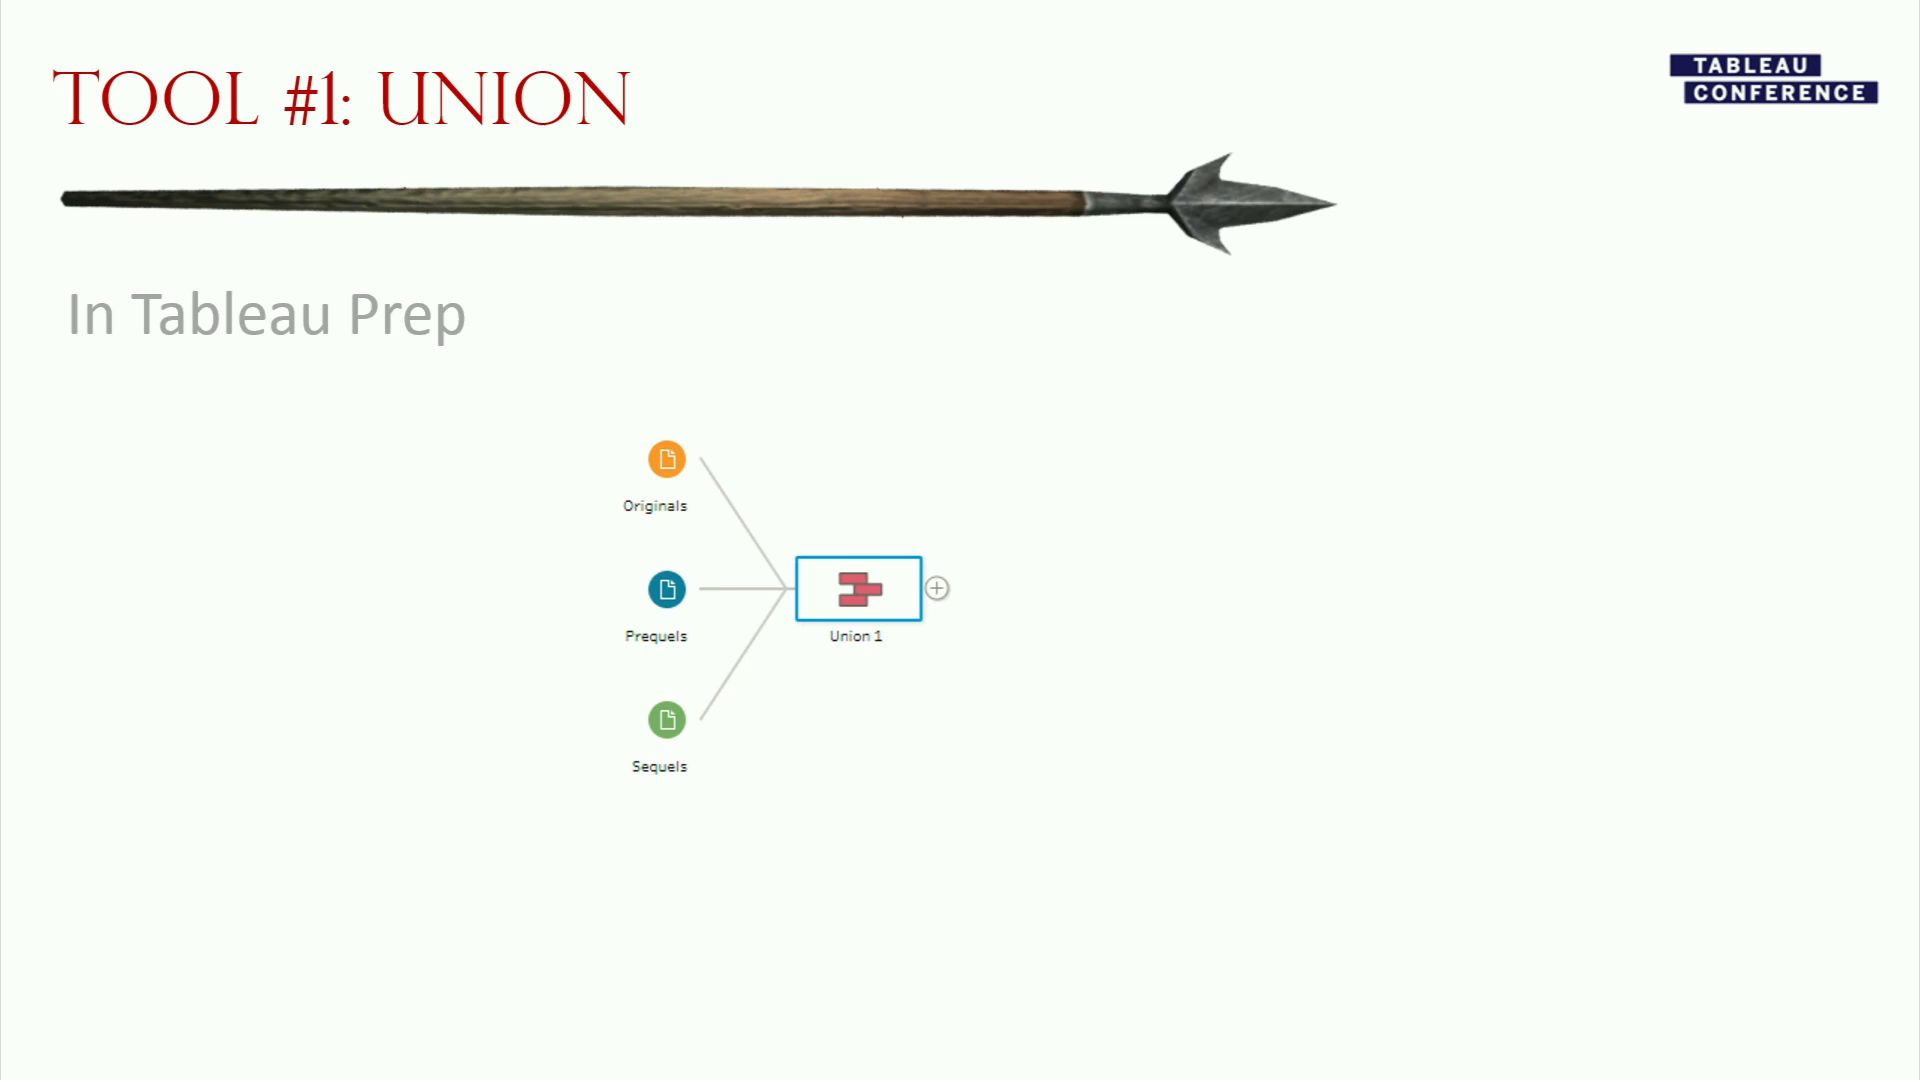 TOOL #1: UNION
TABLEAU
CONFERENCE
In Tableau Prep
Originals
Prequels
Union 1
Sequels